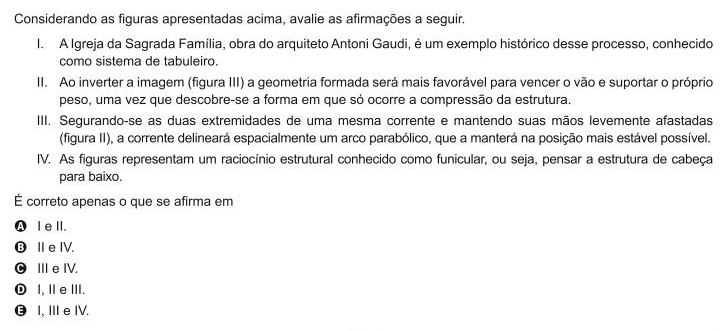 Considerando as figuras apresentadas acima, avalie as afirmações a seguir.
I. A Igreja da Sagrada Família, obra do arquiteto Antoni Gaudi, é um exemplo histórico desse processo, conhecido
como sistema de tabuleiro.
II. Ao inverter a imagem (figura III) a geometria formada será mais favorável para vencer o vão e suportar o próprio
peso, uma vez que descobre-se a forma em que só ocorre a compressão da estrutura.
III. Segurando-se as duas extremidades de uma mesma corrente e mantendo suas mãos levemente afastadas
(figura II), a corrente delineará espacialmente um arco parabólico, que a manterá na posição mais estável possível.
IV. As figuras representam um raciocínio estrutural conhecido como funicular, ou seja, pensar a estrutura de cabeça
para baixo.
É correto apenas o que se afirma em
A I e II.
B II e IV.
C III e IV.
D I, II e III.
E I, III e IV.